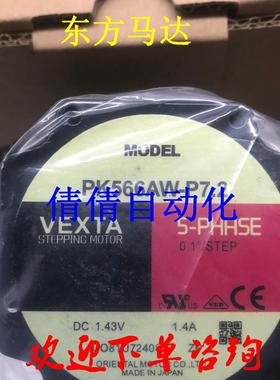 东方马达
MODEL
PK566AW-P7.2
倩倩自动化
VEXTA
5-PHASE
STEPPING MOTOR
0.1°/STEP
DC 1.43V
1.4A
ORIENTAL MOTOR CO.,LTD.
MADE IN JAPAN
欢迎下单咨询